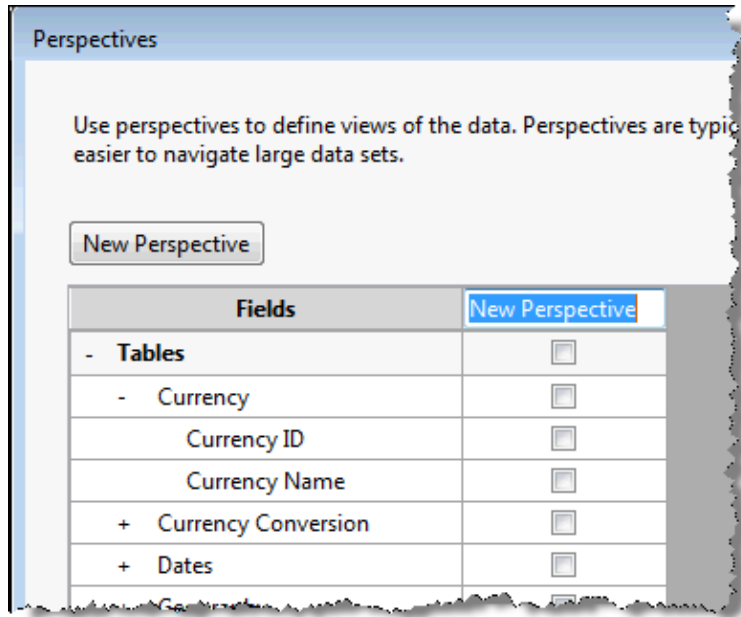 Perspectives
Use perspectives to define views of the data. Perspectives are
easier to navigate large data sets.
New Perspective
Fields New Perspective
- Tables
- Currency
Currency ID
Currency Name
+ Currency Conversion
+ Dates